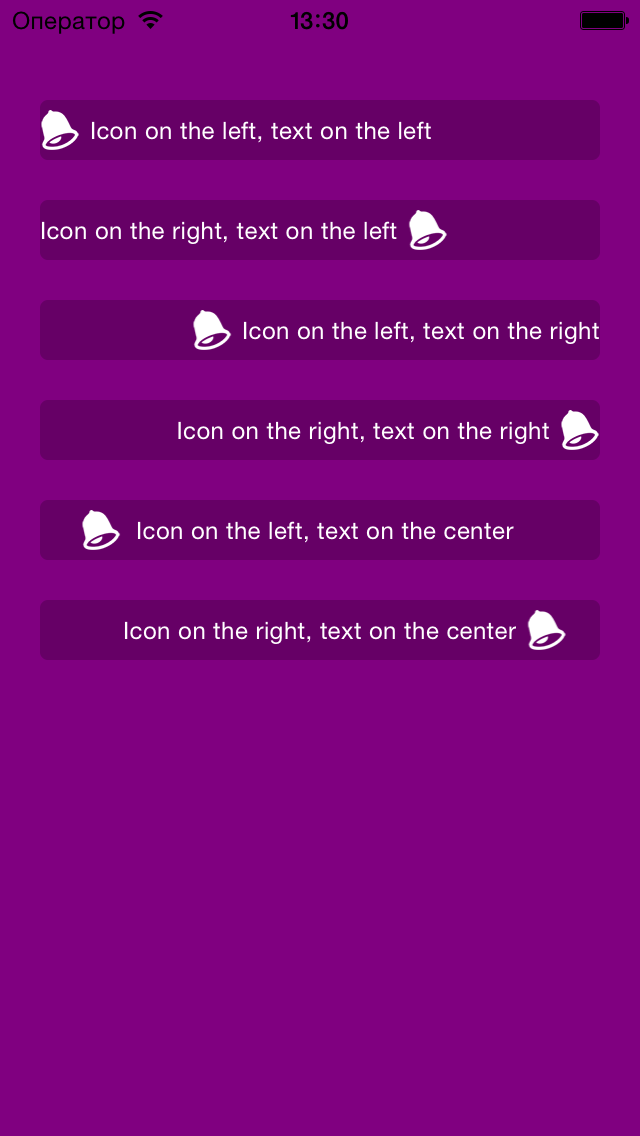 Оператор 13:30
Icon on the left, text on the left
Icon on the right, text on the left
Icon on the left, text on the right
Icon on the right, text on the right
Icon on the left, text on the center
Icon on the right, text on the center